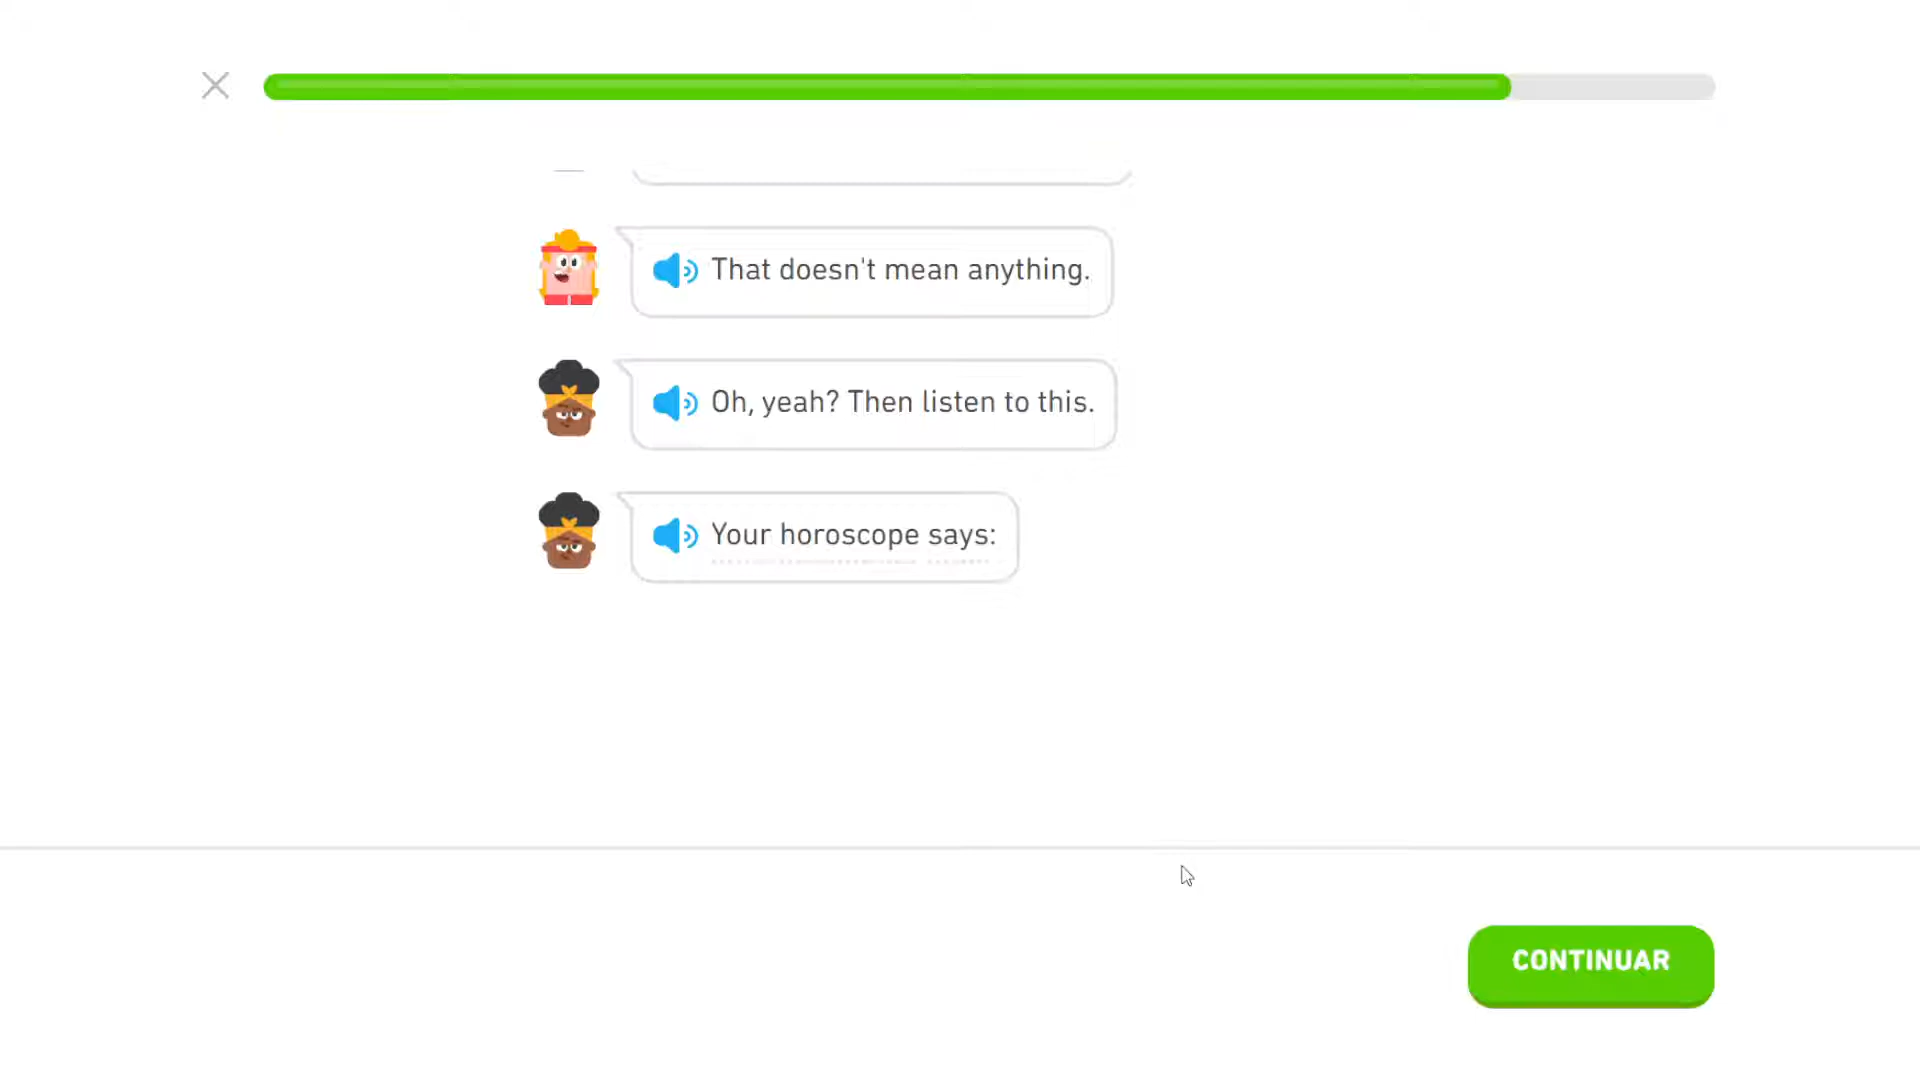 That doesn't mean anything.
Oh, yeah? Then listen to this.
Your horoscope says:
CONTINUAR